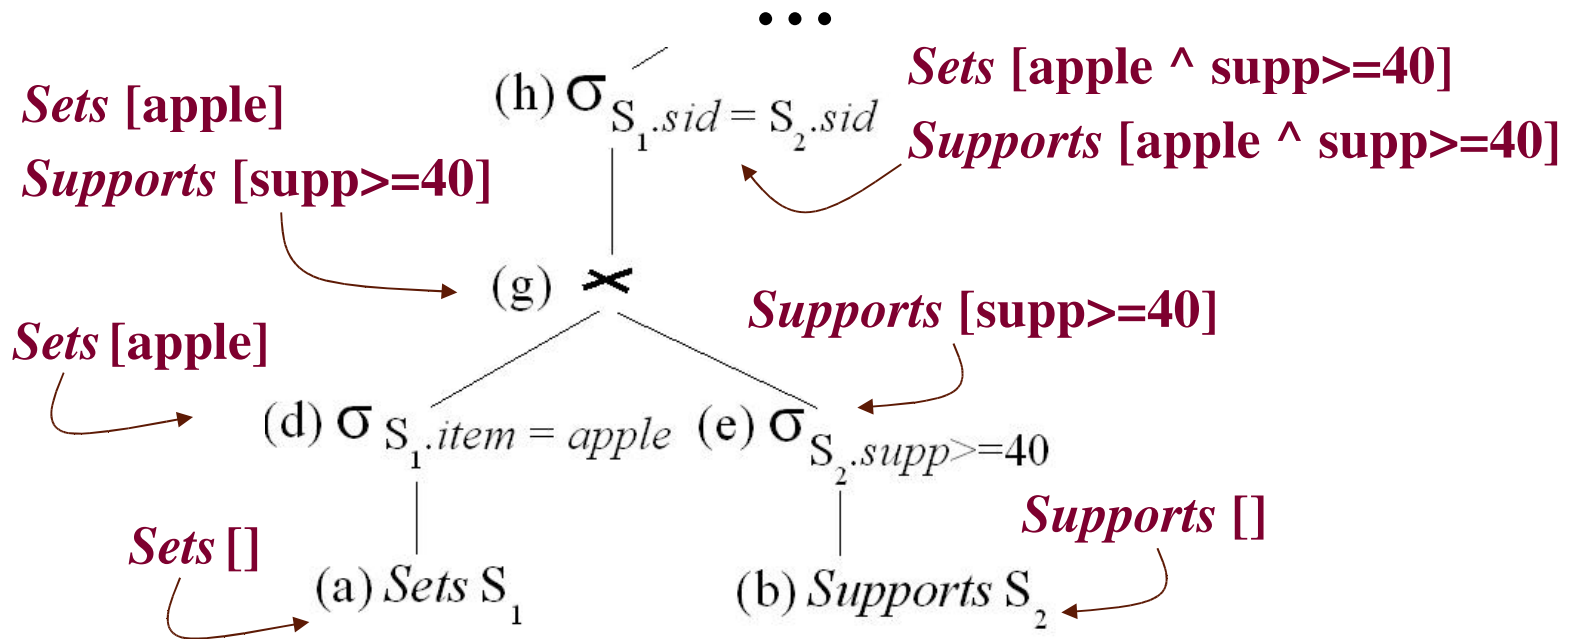 ...
Sets [apple ^ supp>=40]
Sets [apple]
(h) σ S₁.sid = S₂.sid
Supports [apple ^ supp>=40]
Supports [supp>=40]
(g) ×
Supports [supp>=40]
Sets [apple]
(d) σ S₁.item = apple
(e) σ S₂.supp>=40
Sets []
Supports []
(a) Sets S₁
(b) Supports S₂